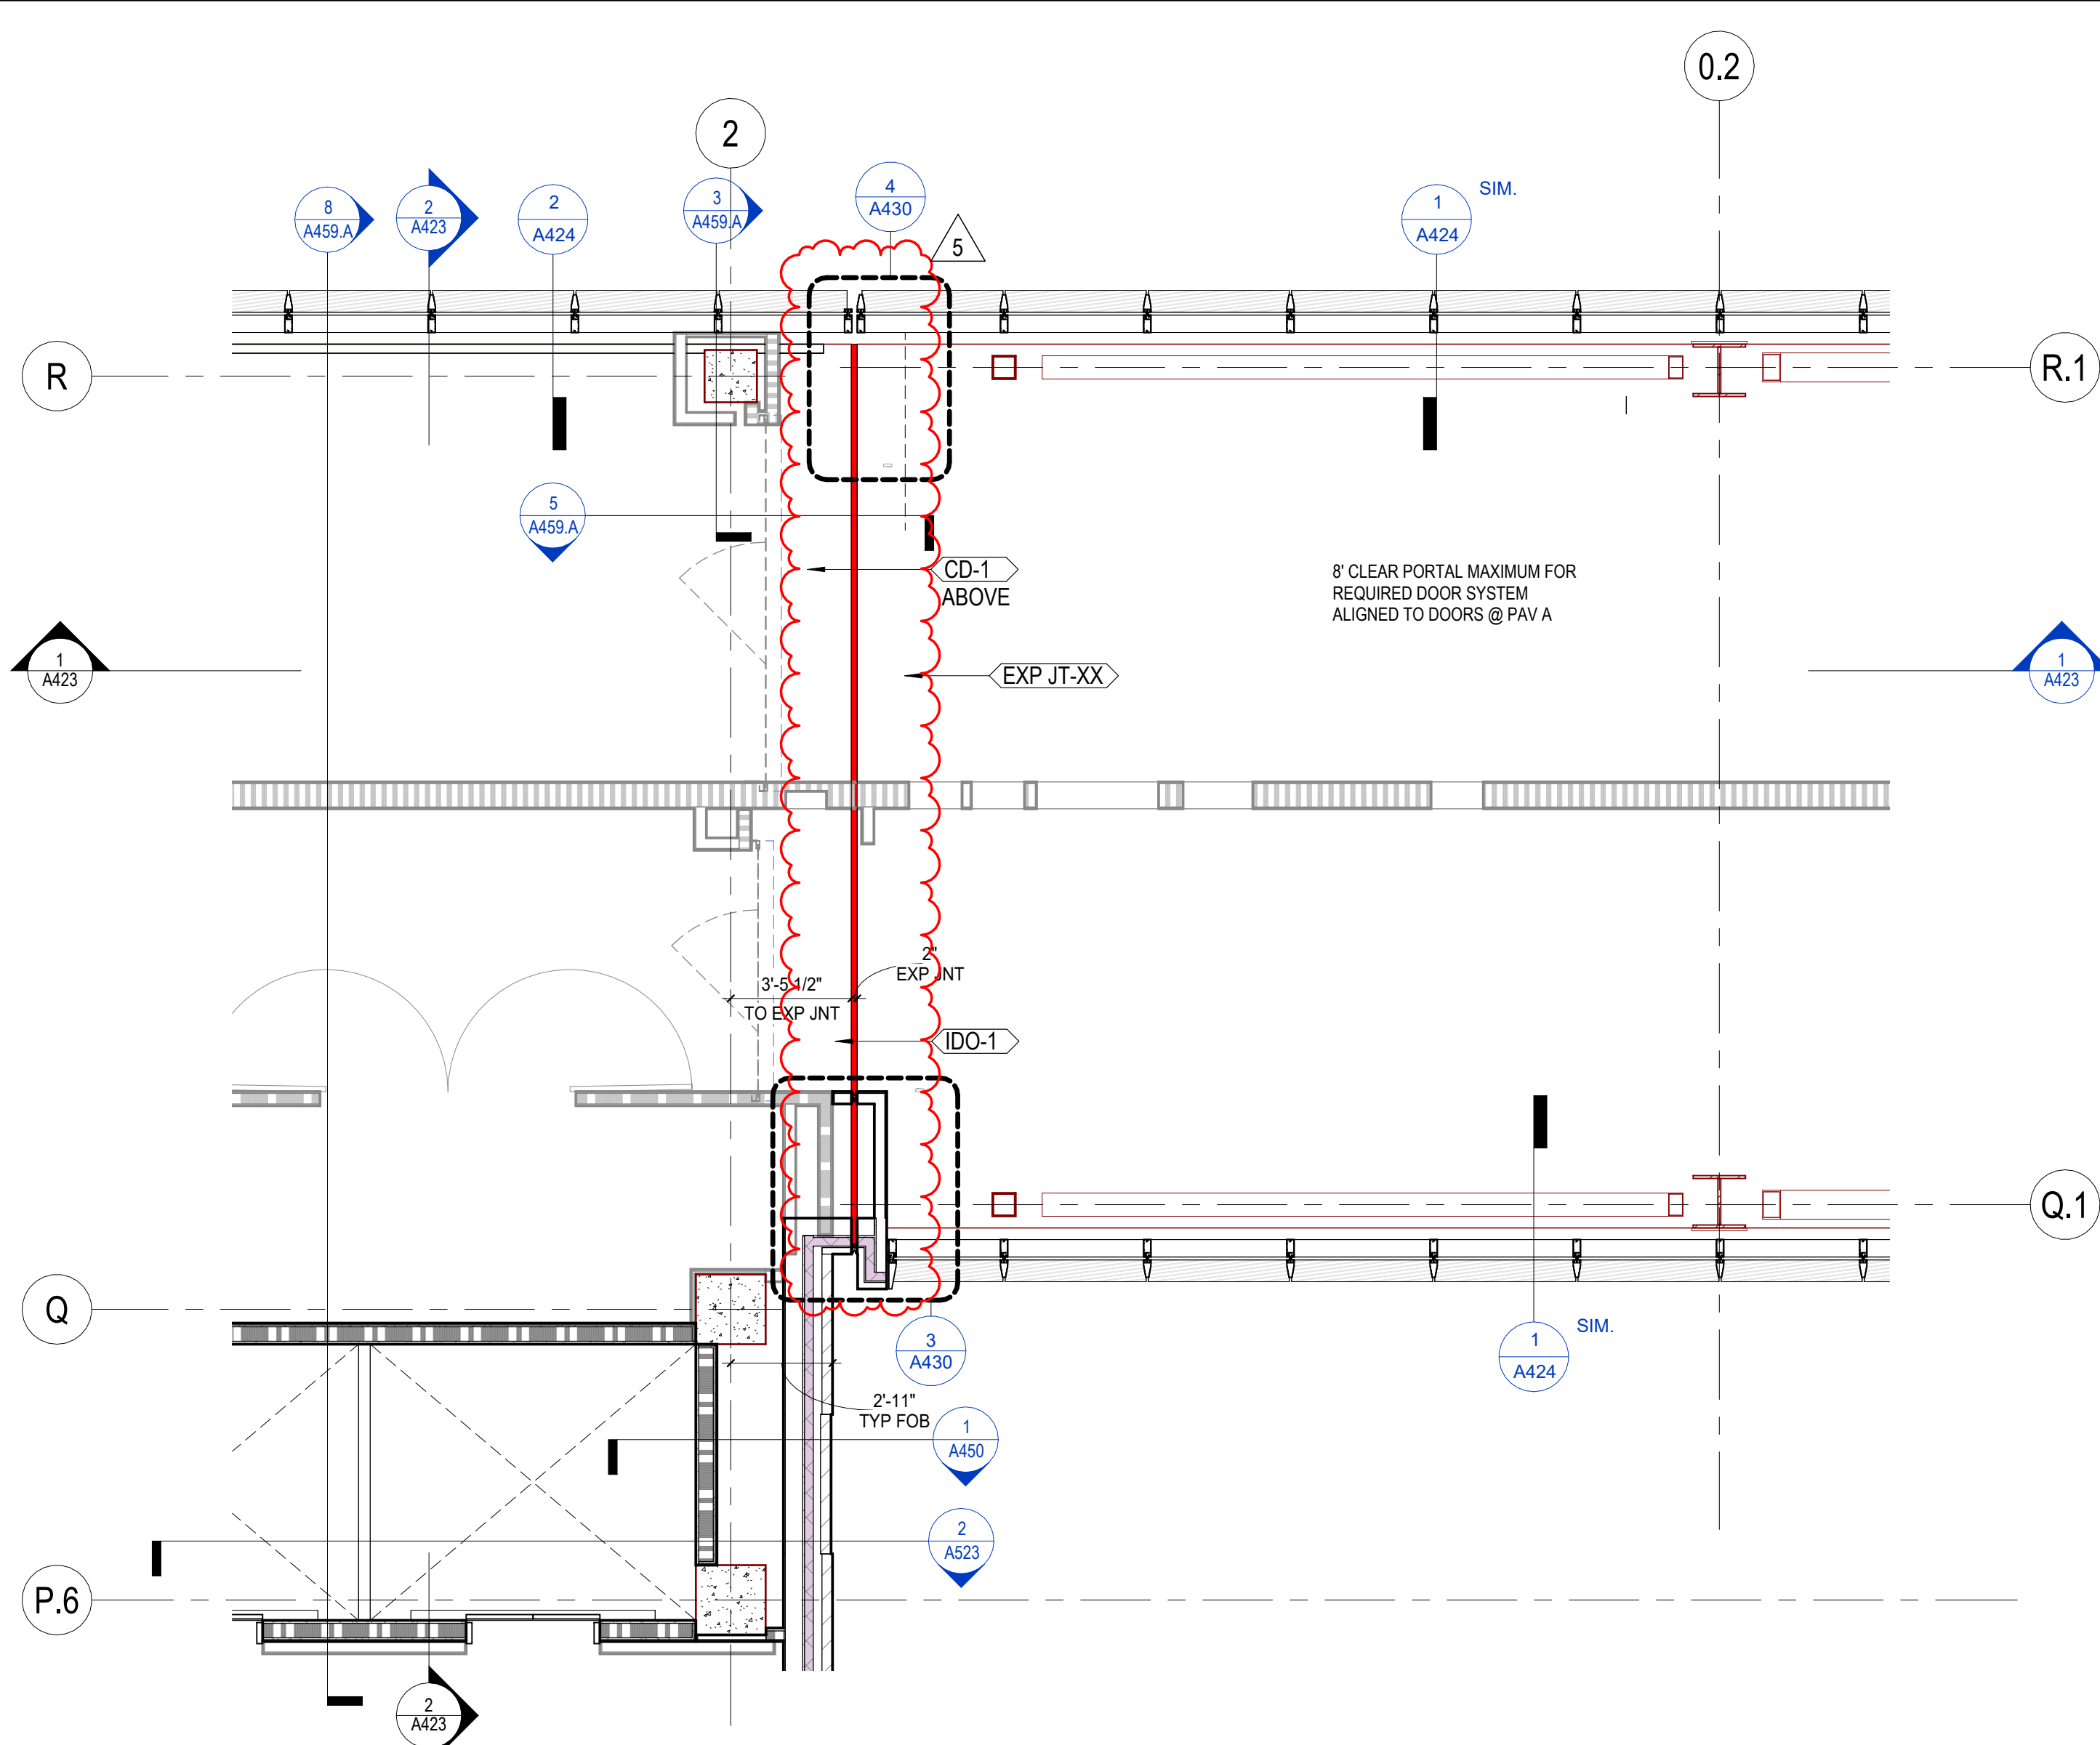 0.2
2
4
A430
8
A459.A
2
A423
2
A424
3
A459.A
1
A424
SIM.
5
R
R.1
5
A459.A
CD-1
ABOVE
8' CLEAR PORTAL MAXIMUM FOR
REQUIRED DOOR SYSTEM
ALIGNED TO DOORS @ PAV A
1
A423
EXP JT-XX
1
A423
2"
EXP JNT
3'-5 1/2"
TO EXP JNT
IDO-1
Q.1
Q
3
A430
1
A424
SIM.
2'-11"
TYP FOB
1
A450
2
A523
P.6
2
A423